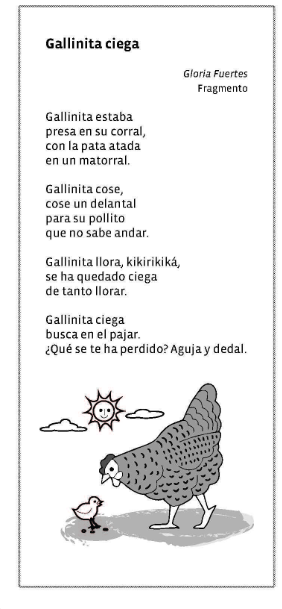 Gallinita ciega
Gloria Fuertes
Fragmento
Gallinita estaba
presa en su corral,
con la pata atada
en un matorral.
Gallinita cose,
cose un delantal
para su pollito
que no sabe andar.
Gallinita llora, kikirikiká,
se ha quedado ciega
de tanto llorar.
Gallinita ciega
busca en el pajar.
¿Qué se te ha perdido? Aguja y dedal.